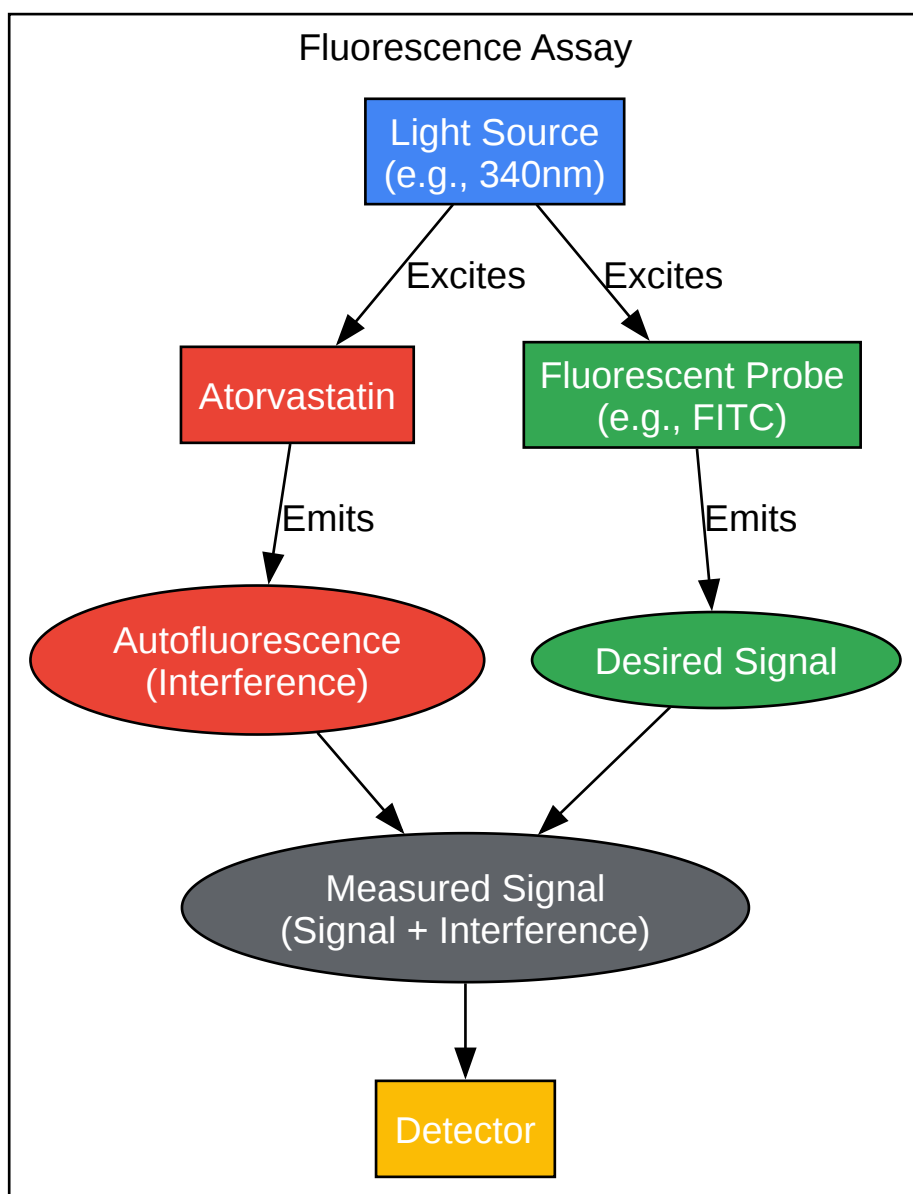 Fluorescence Assay
Light Source
(e.g., 340nm)
Excites
Excites
Atorvastatin
Fluorescent Probe
(e.g., FITC)
Emits
Emits
Autofluorescence
(Interference)
Desired Signal
Measured Signal
(Signal + Interference)
Detector